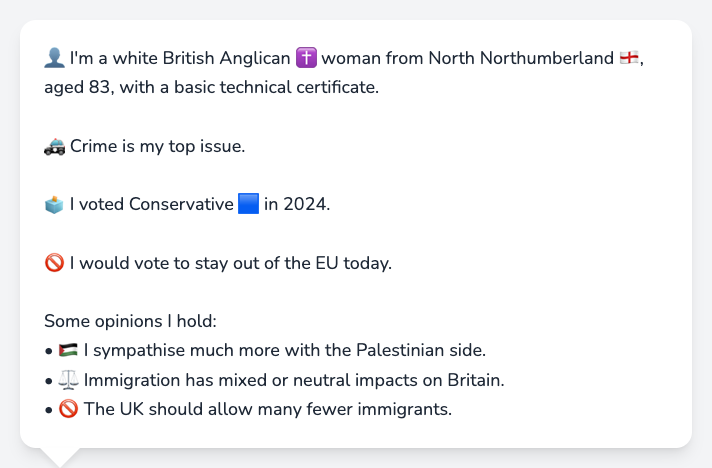 👤 I'm a white British Anglican ✝️ woman from North Northumberland 🏴󠁧󠁢󠁥󠁮󠁧󠁿,
aged 83, with a basic technical certificate.
🚓 Crime is my top issue.
🗳️ I voted Conservative 🟦 in 2024.
🚫 I would vote to stay out of the EU today.
Some opinions I hold:
• 🇵🇸 I sympathise much more with the Palestinian side.
• ⚖️ Immigration has mixed or neutral impacts on Britain.
• 🚫 The UK should allow many fewer immigrants.